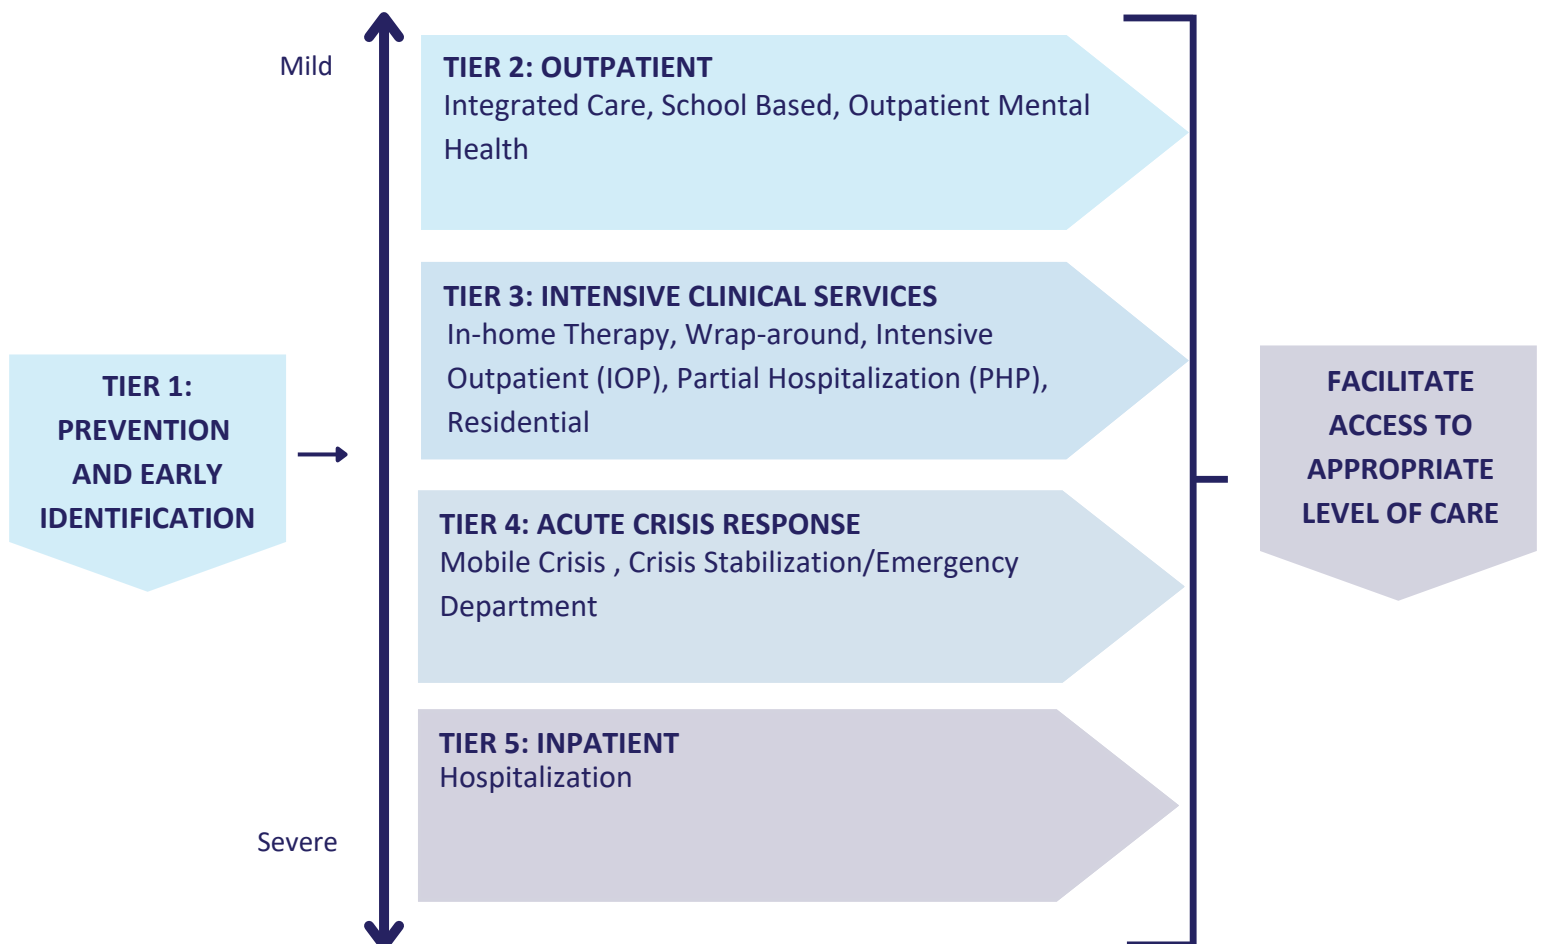 Mild
TIER 2: OUTPATIENT
Integrated Care, School Based, Outpatient Mental
Health
TIER 3: INTENSIVE CLINICAL SERVICES
In-home Therapy, Wrap-around, Intensive
Outpatient (IOP), Partial Hospitalization (PHP),
Residential
TIER 1:
PREVENTION
AND EARLY
IDENTIFICATION
FACILITATE
ACCESS TO
APPROPRIATE
LEVEL OF CARE
TIER 4: ACUTE CRISIS RESPONSE
Mobile Crisis , Crisis Stabilization/Emergency
Department
TIER 5: INPATIENT
Hospitalization
Severe